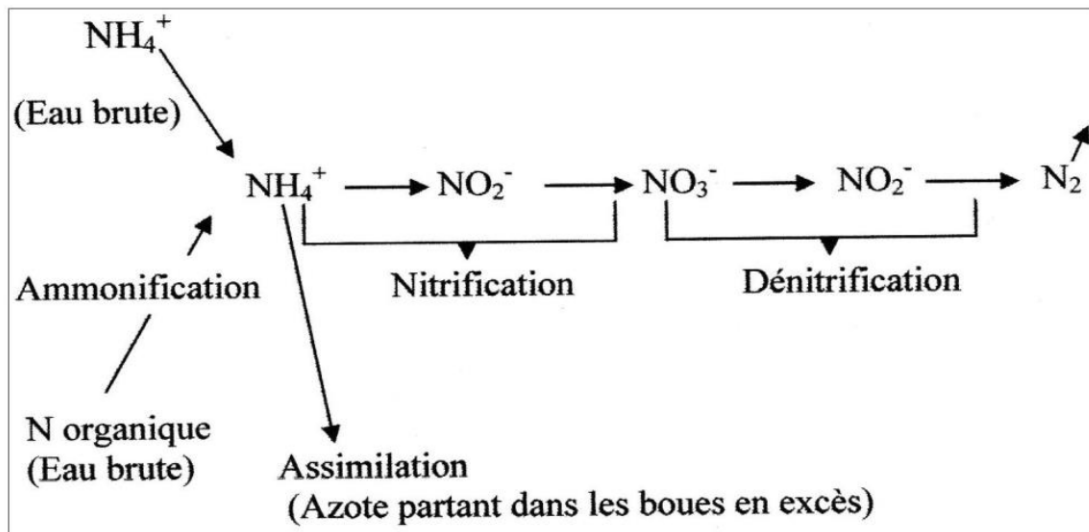 NH₄⁺
(Eau brute)
NH₄⁺ NO₂⁻ NO₃⁻ NO₂⁻ N₂
Ammonification Nitrification Dénitrification
N organique
(Eau brute)
Assimilation
(Azote partant dans les boues en excès)